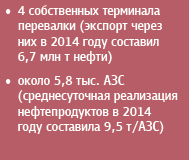 • 4 собственных терминала
перевалки (экспорт через
них в 2014 году составил
6,7 млн т нефти)
• около 5,8 тыс. АЗС
(среднесуточная реализация
нефтепродуктов в 2014
году составила 9,5 т/АЗС)